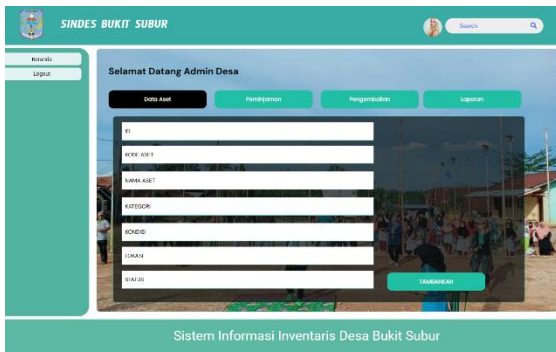 SINDES BUKIT SUBUR
Search
Beranda
Logout
Selamat Datang Admin Desa
Data Aset
Peminjaman
Pengembalian
Laporan
ID
KODE ASET
NAMA ASET
KATEGORI
KONDISI
LOKASI
STATUS
TAMBAHKAN
Sistem Informasi Inventaris Desa Bukit Subur